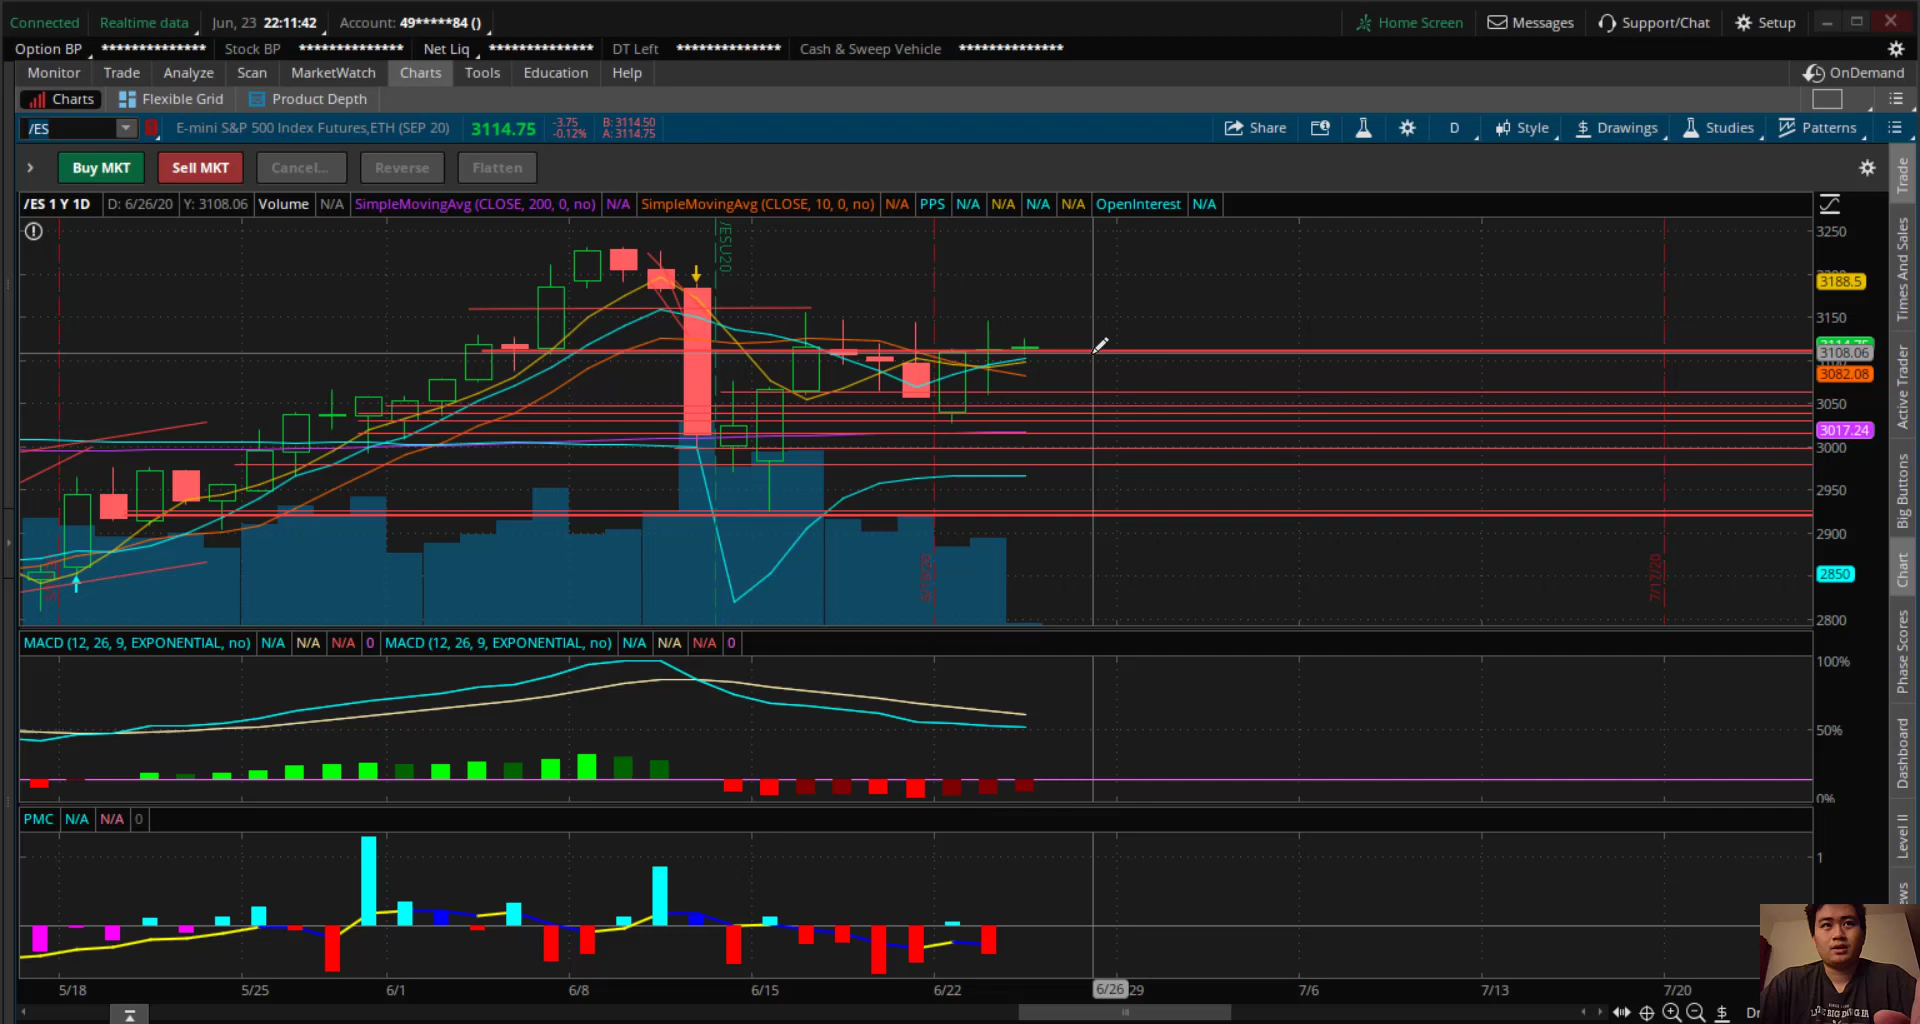 Connected Realtime data Jun, 23 22:11:42 Account: 49*****84 () Home Screen Messages Support/Chat Setup
Option BP ************** Stock BP ************** Net Liq ************** DT Left ************** Cash & Sweep Vehicle **************
Monitor Trade Analyze Scan MarketWatch Charts Tools Education Help OnDemand
Charts Flexible Grid Product Depth
/ES E-mini S&P 500 Index Futures,ETH (SEP 20) 3114.75 -3.75 -0.12% B: 3114.50 A: 3114.75 Share D Style Drawings Studies Patterns
Buy MKT Sell MKT Cancel... Reverse Flatten
/ES 1 Y 1D D: 6/26/20 Y: 3108.06 Volume N/A SimpleMovingAvg (CLOSE, 200, 0, no) N/A SimpleMovingAvg (CLOSE, 10, 0, no) N/A PPS N/A N/A N/A N/A OpenInterest N/A
/ESU20
3250
3188.5
3150
3108.06
3082.08
3050
3017.24
3000
2950
2900
2850
2800
7/17/20
MACD (12, 26, 9, EXPONENTIAL, no) N/A N/A N/A 0 MACD (12, 26, 9, EXPONENTIAL, no) N/A N/A N/A 0
100%
50%
0%
PMC N/A N/A 0
1
5/18 5/25 6/1 6/8 6/15 6/22 6/26 29 7/6 7/13 7/20
Trade
Times And Sales
Active Trader
Big Buttons
Chart
Phase Scores
Dashboard
Level II